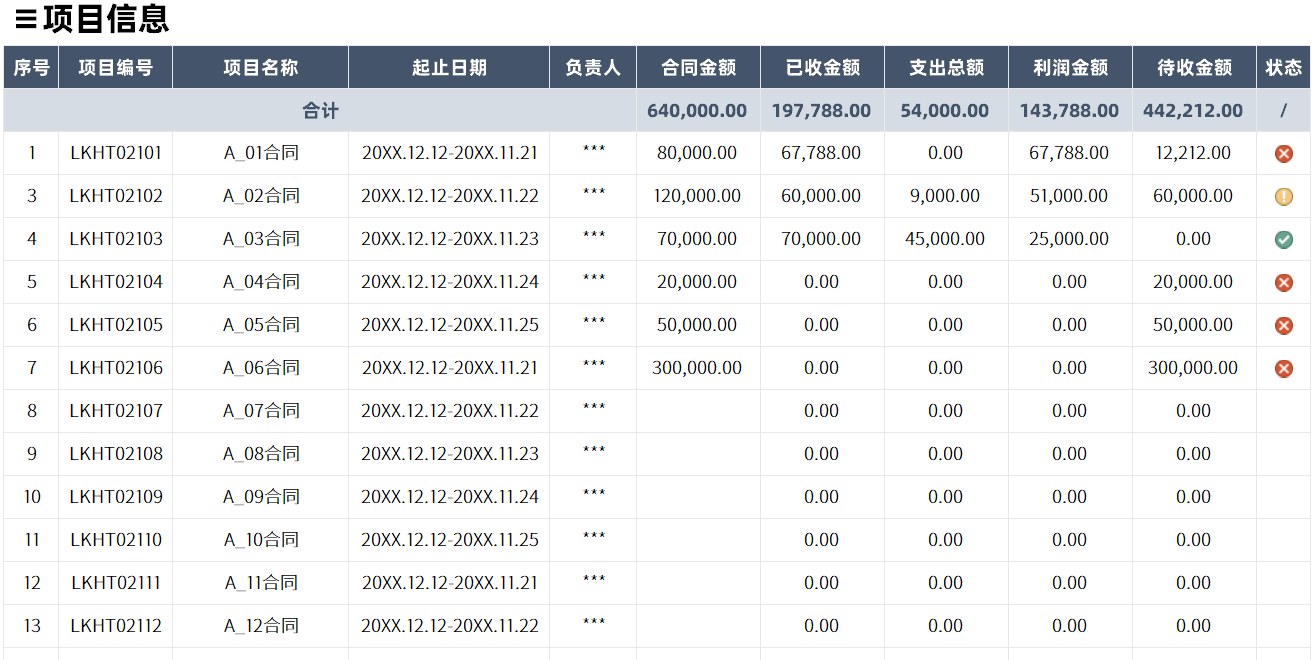 ☰项目信息
序号 项目编号 项目名称 起止日期 负责人 合同金额 已收金额 支出总额 利润金额 待收金额 状态
合计 640,000.00 197,788.00 54,000.00 143,788.00 442,212.00 /
1 LKHT02101 A_01合同 20XX.12.12-20XX.11.21 *** 80,000.00 67,788.00 0.00 67,788.00 12,212.00
3 LKHT02102 A_02合同 20XX.12.12-20XX.11.22 *** 120,000.00 60,000.00 9,000.00 51,000.00 60,000.00
4 LKHT02103 A_03合同 20XX.12.12-20XX.11.23 *** 70,000.00 70,000.00 45,000.00 25,000.00 0.00
5 LKHT02104 A_04合同 20XX.12.12-20XX.11.24 *** 20,000.00 0.00 0.00 0.00 20,000.00
6 LKHT02105 A_05合同 20XX.12.12-20XX.11.25 *** 50,000.00 0.00 0.00 0.00 50,000.00
7 LKHT02106 A_06合同 20XX.12.12-20XX.11.21 *** 300,000.00 0.00 0.00 0.00 300,000.00
8 LKHT02107 A_07合同 20XX.12.12-20XX.11.22 *** 0.00 0.00 0.00 0.00
9 LKHT02108 A_08合同 20XX.12.12-20XX.11.23 *** 0.00 0.00 0.00 0.00
10 LKHT02109 A_09合同 20XX.12.12-20XX.11.24 *** 0.00 0.00 0.00 0.00
11 LKHT02110 A_10合同 20XX.12.12-20XX.11.25 *** 0.00 0.00 0.00 0.00
12 LKHT02111 A_11合同 20XX.12.12-20XX.11.21 *** 0.00 0.00 0.00 0.00
13 LKHT02112 A_12合同 20XX.12.12-20XX.11.22 *** 0.00 0.00 0.00 0.00